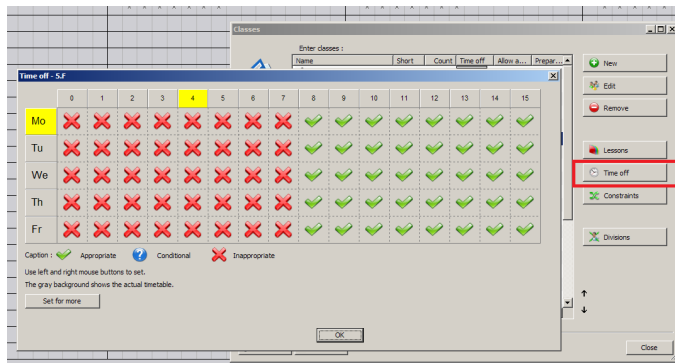 Classes
Enter classes :
Name Short Count Time off Allow a... Prepar...
New
Edit
Remove
Lessons
Time off
Constraints
Divisions
Close
Time off - 5.F
0 1 2 3 4 5 6 7 8 9 10 11 12 13 14 15
Mo
Tu
We
Th
Fr
Caption : Appropriate ? Conditional Inappropriate
Use left and right mouse buttons to set.
The gray background shows the actual timetable.
Set for more
OK